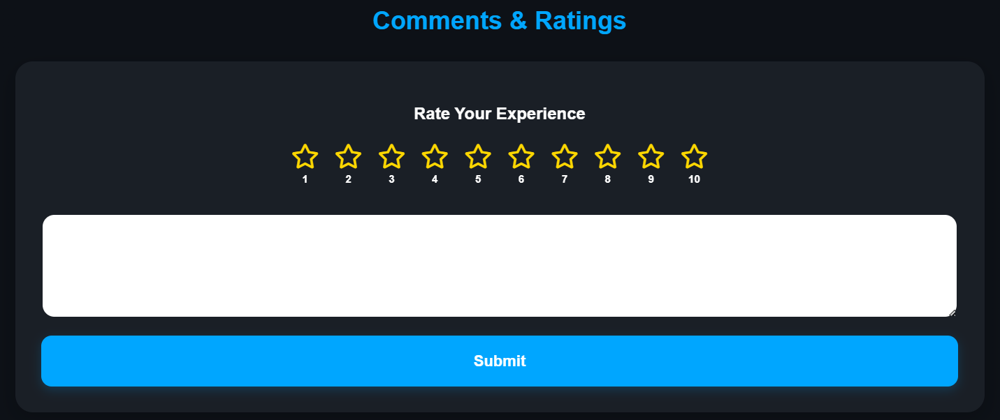 Comments & Ratings
Rate Your Experience
1 2 3 4 5 6 7 8 9 10
Submit